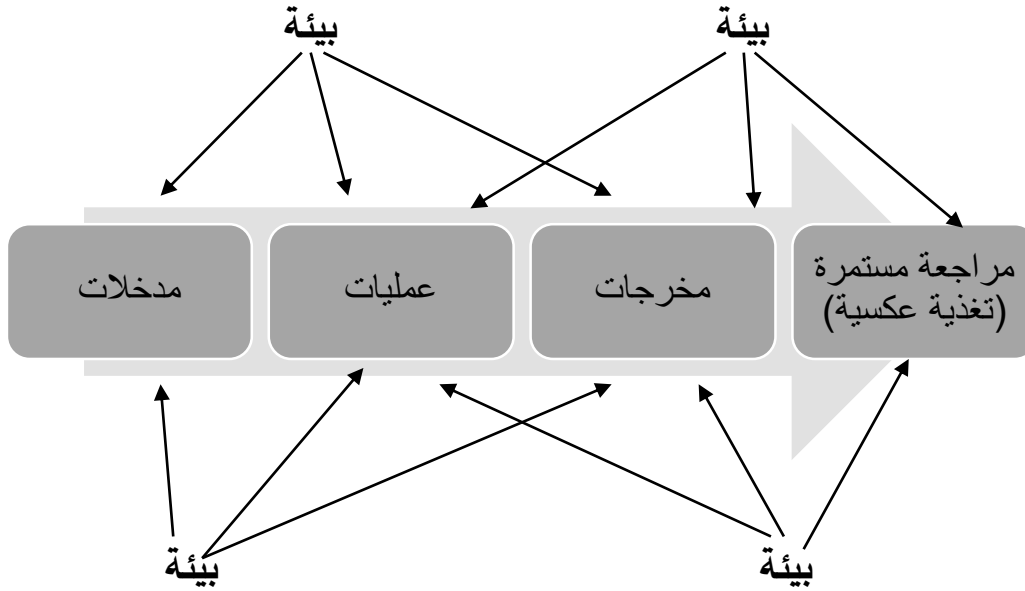 بيئة
بيئة
مدخلات
عمليات
مخرجات
مراجعة مستمرة
(تغذية عكسية)
بيئة
بيئة